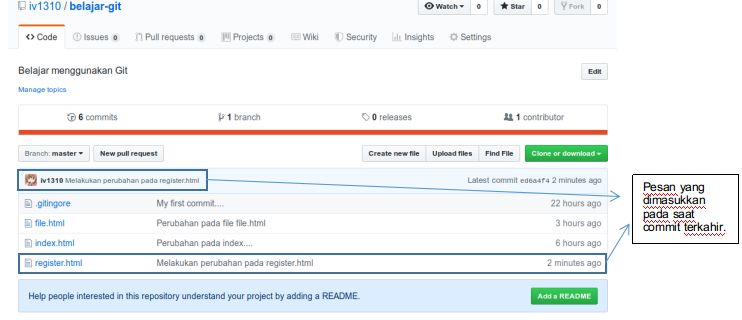 iv1310 / belajar-git
Watch 0 Star 0 Fork 0
Code Issues 0 Pull requests 0 Projects 0 Wiki Security Insights Settings
Belajar menggunakan Git Edit
Manage topics
6 commits 1 branch 0 releases 1 contributor
Branch: master New pull request Create new file Upload files Find File Clone or download
iv1310 Melakukan perubahan pada register.html Latest commit ed6a4f4 2 minutes ago
.gitingore My first commit.... 22 hours ago
file.html Perubahan pada file file.html 3 hours ago
index.html Perubahan pada index.... 6 hours ago
register.html Melakukan perubahan pada register.html 2 minutes ago
Help people interested in this repository understand your project by adding a README. Add a README
Pesan yang
dimasukkan
pada saat
commit terkahir.